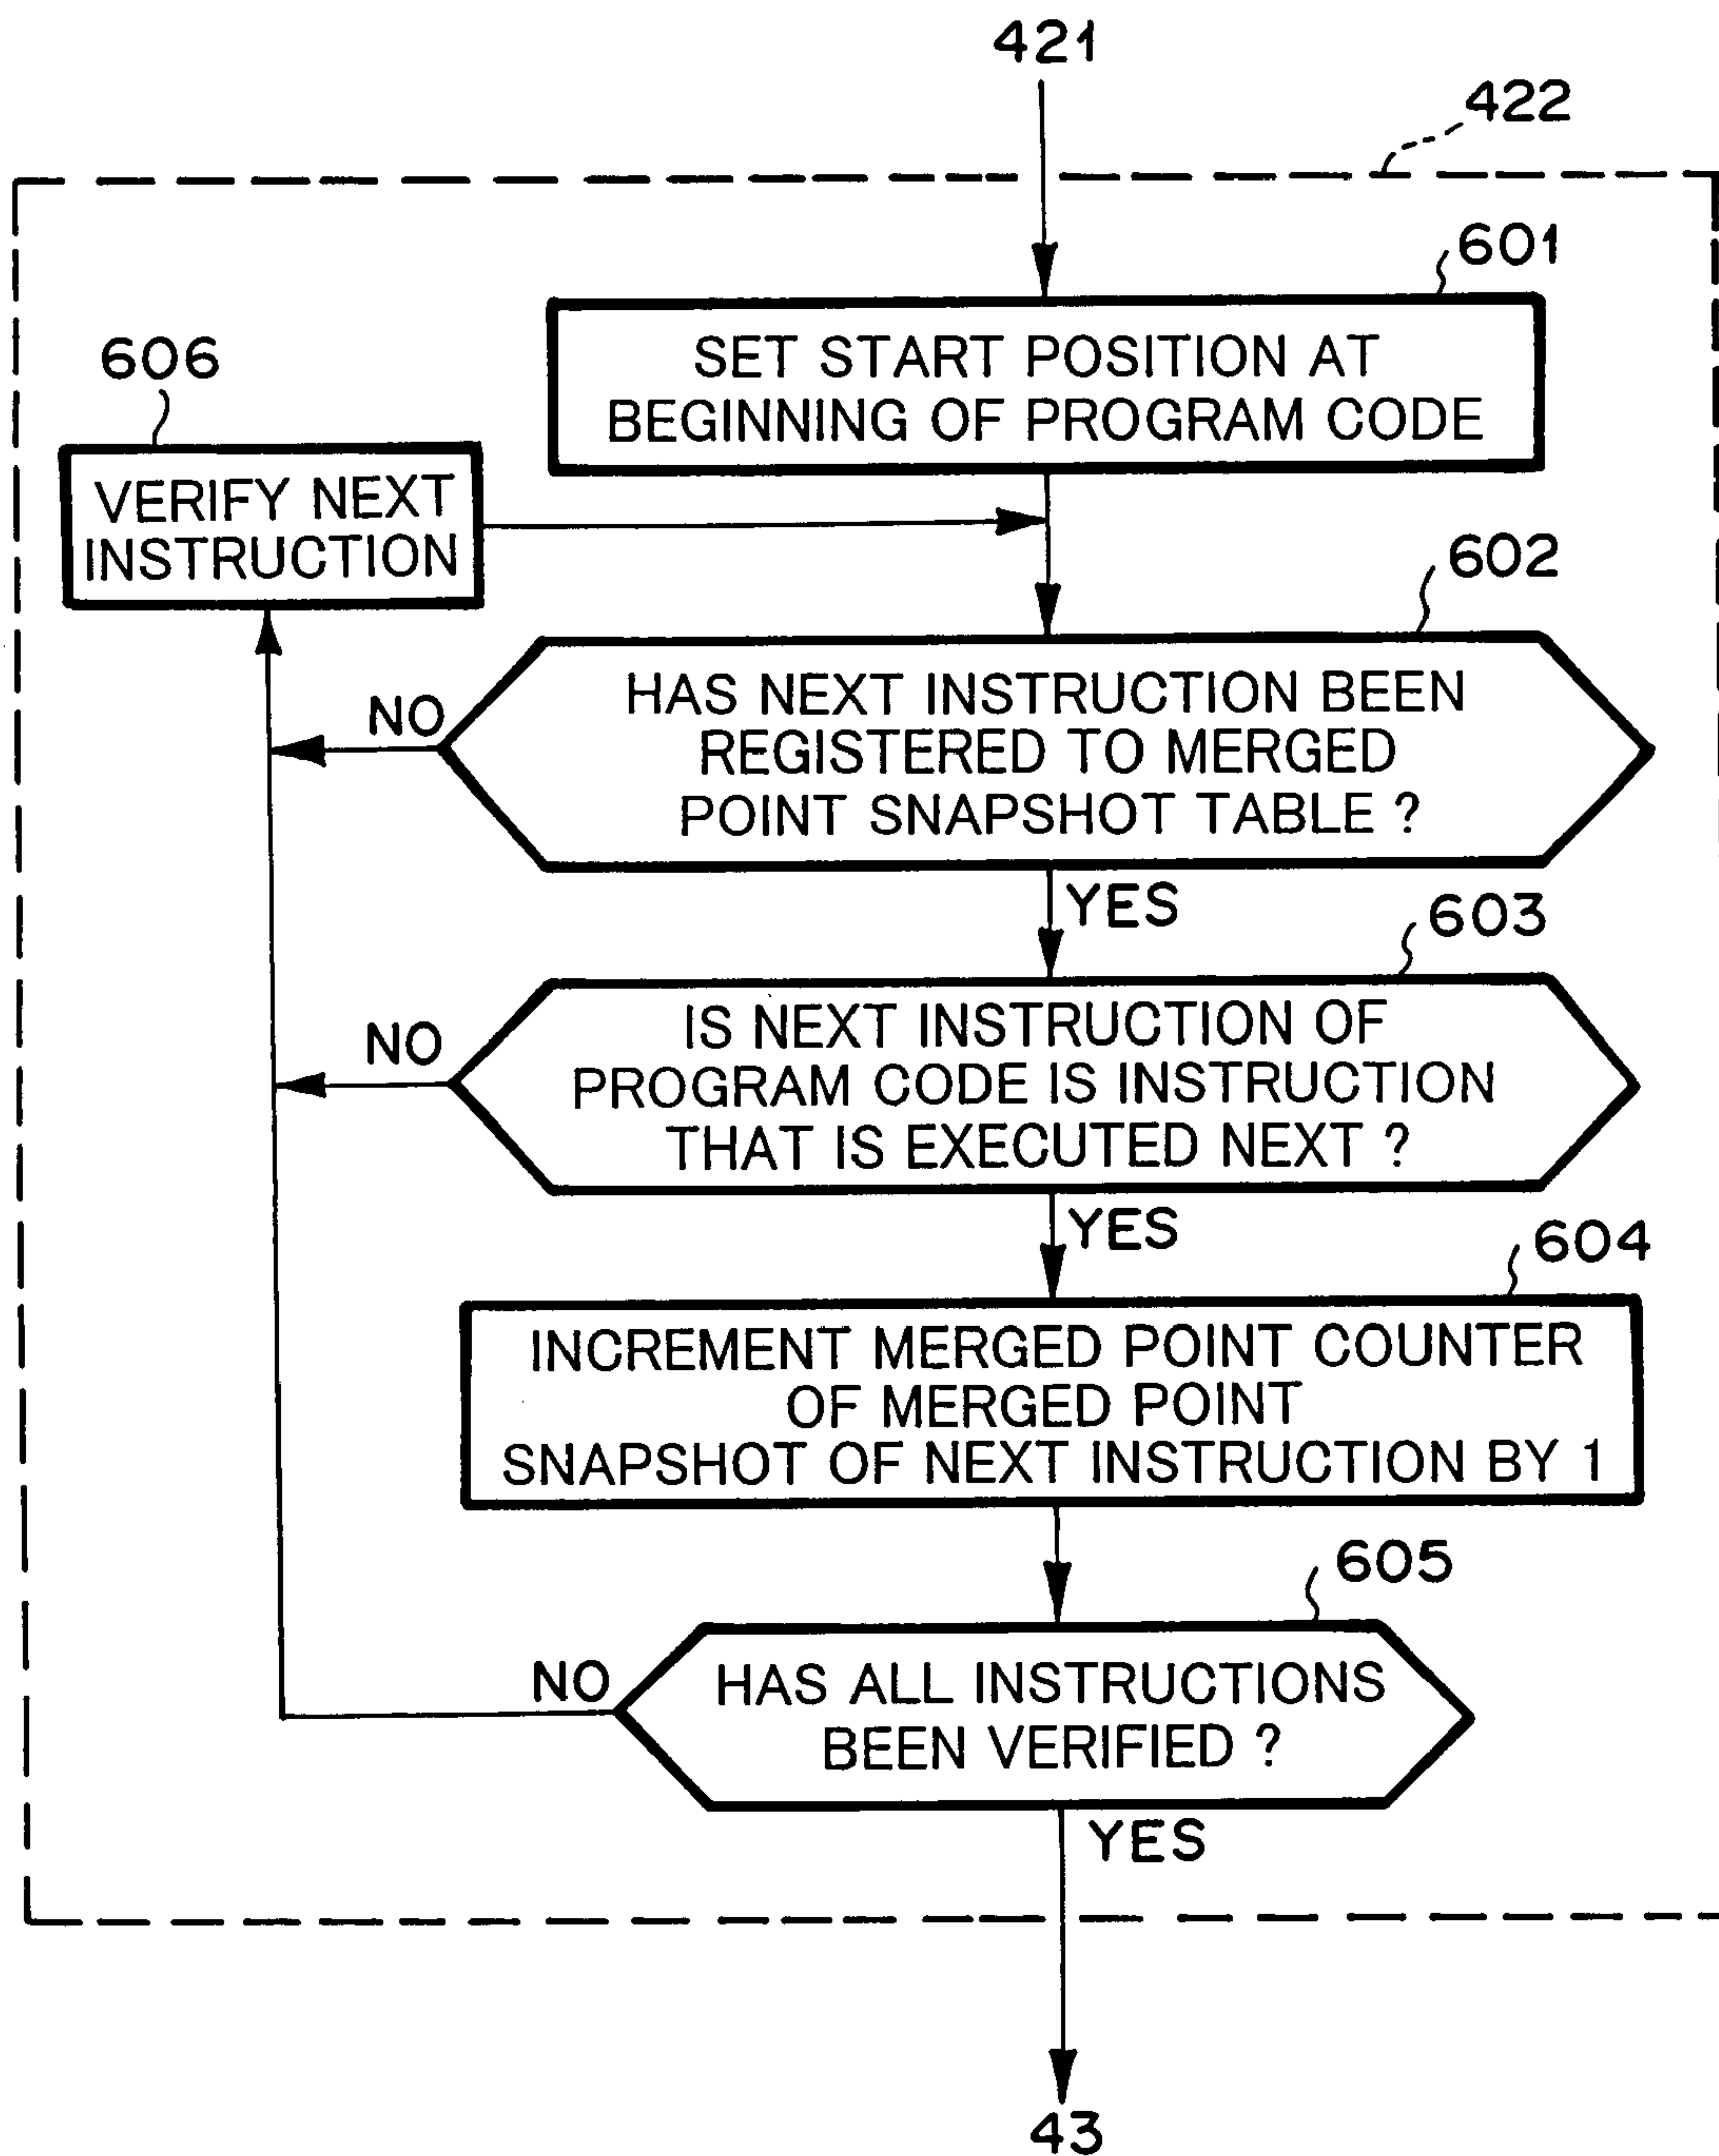 421
422
601
SET START POSITION AT
BEGINNING OF PROGRAM CODE
606
VERIFY NEXT
INSTRUCTION
602
HAS NEXT INSTRUCTION BEEN
REGISTERED TO MERGED
POINT SNAPSHOT TABLE ?
NO
YES
603
IS NEXT INSTRUCTION OF
PROGRAM CODE IS INSTRUCTION
THAT IS EXECUTED NEXT ?
NO
YES
604
INCREMENT MERGED POINT COUNTER
OF MERGED POINT
SNAPSHOT OF NEXT INSTRUCTION BY 1
605
HAS ALL INSTRUCTIONS
BEEN VERIFIED ?
NO
YES
43